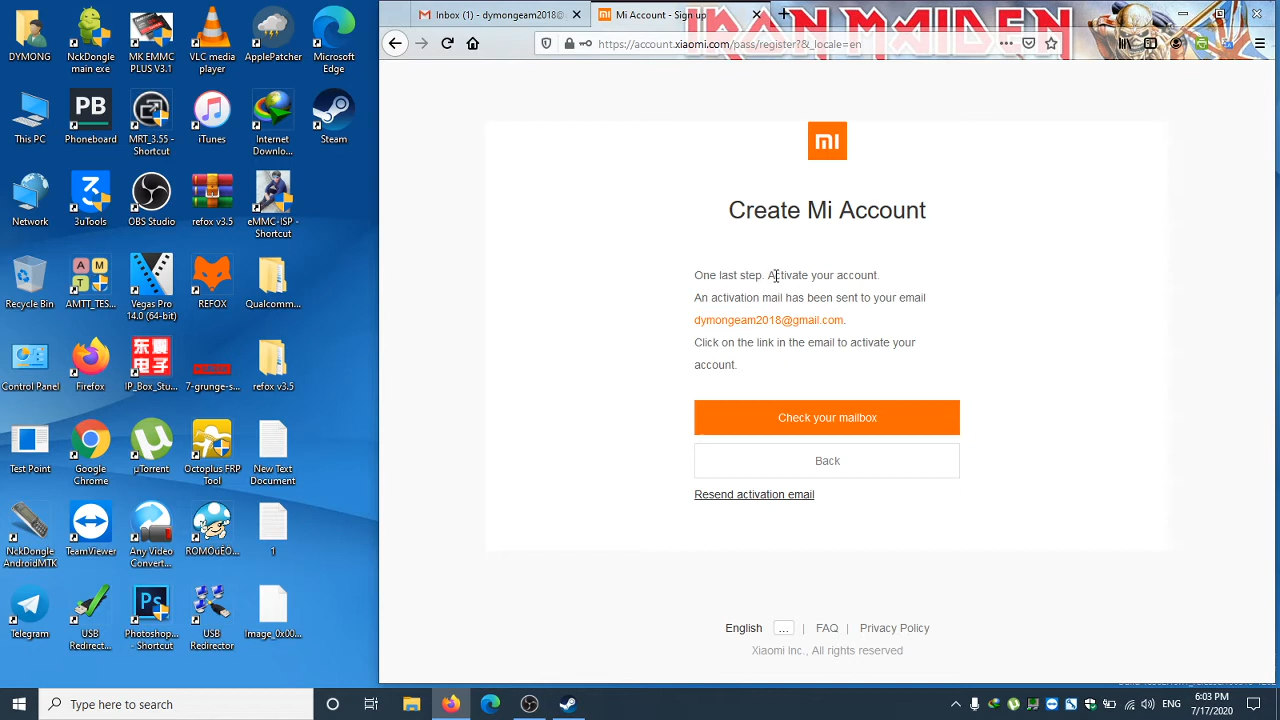 Inbox (1) - dymongeam2018@
Mi Account - Sign up
IRON MAIDEN
https://account.xiaomi.com/pass/register?&_locale=en
DYMONG
NckDongle main exe
MK EMMC PLUS V3.1
VLC media player
ApplePatcher
Microsoft Edge
This PC
PB
Phoneboard
MRT_3.55 - Shortcut
iTunes
Internet Downlo...
Steam
Network
3uTools
OBS Studio
refox v3.5
eMMC-ISP - Shortcut
Recycle Bin
A M
T T
AMTT_TES...
Vegas Pro 14.0 (64-bit)
REFOX
Qualcomm...
Control Panel
Firefox
东震
电子
IP_Box_Stu...
7-grunge-s...
refox v3.5
Test Point
Google Chrome
µTorrent
Octoplus FRP Tool
New Text Document
NckDongle AndroidMTK
TeamViewer
Any Video Convert...
ROMOuEO...
1
Telegram
USB Redirect...
Ps
Photoshop... - Shortcut
USB Redirector
Image_0x00...
mi
Create Mi Account
One last step. Activate your account.
An activation mail has been sent to your email
dymongeam2018@gmail.com.
Click on the link in the email to activate your
account.
Check your mailbox
Back
Resend activation email
English ... | FAQ | Privacy Policy
Xiaomi Inc., All rights reserved
Type here to search
ENG
6:03 PM
7/17/2020